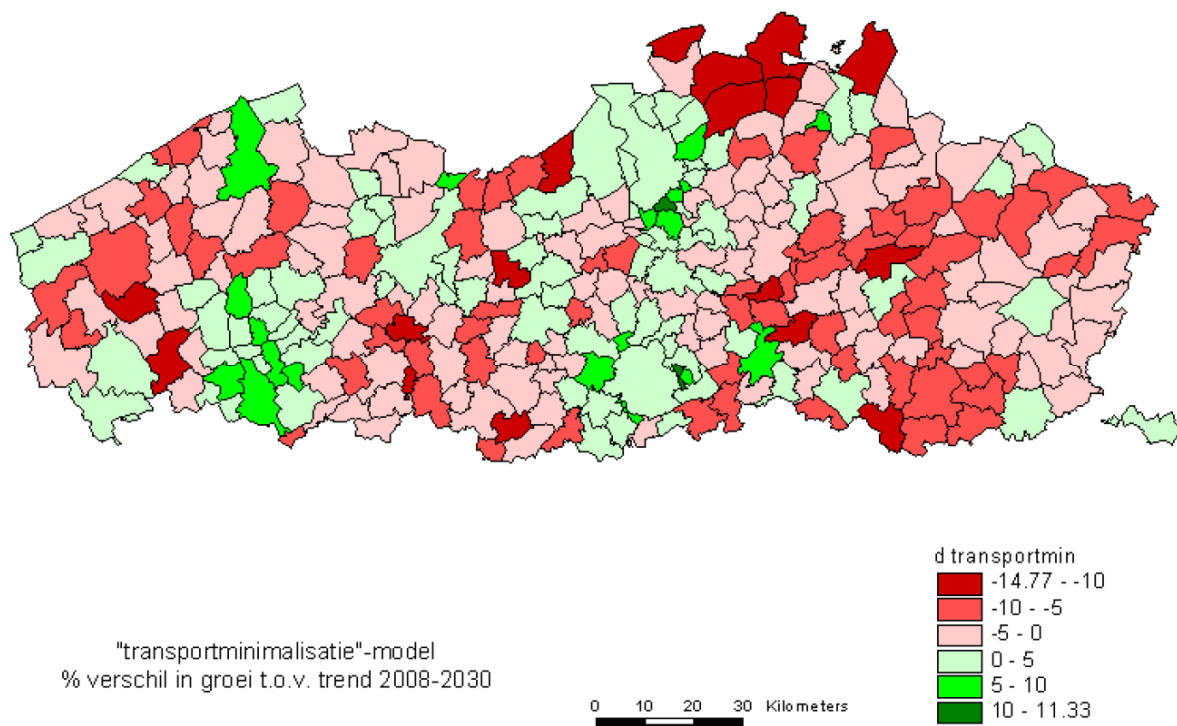 d transportmin
-14.77 - -10
-10 - -5
-5 - 0
0 - 5
5 - 10
10 - 11.33
"transportminimalisatie"-model
% verschil in groei t.o.v. trend 2008-2030
0 10 20 30 Kilometers